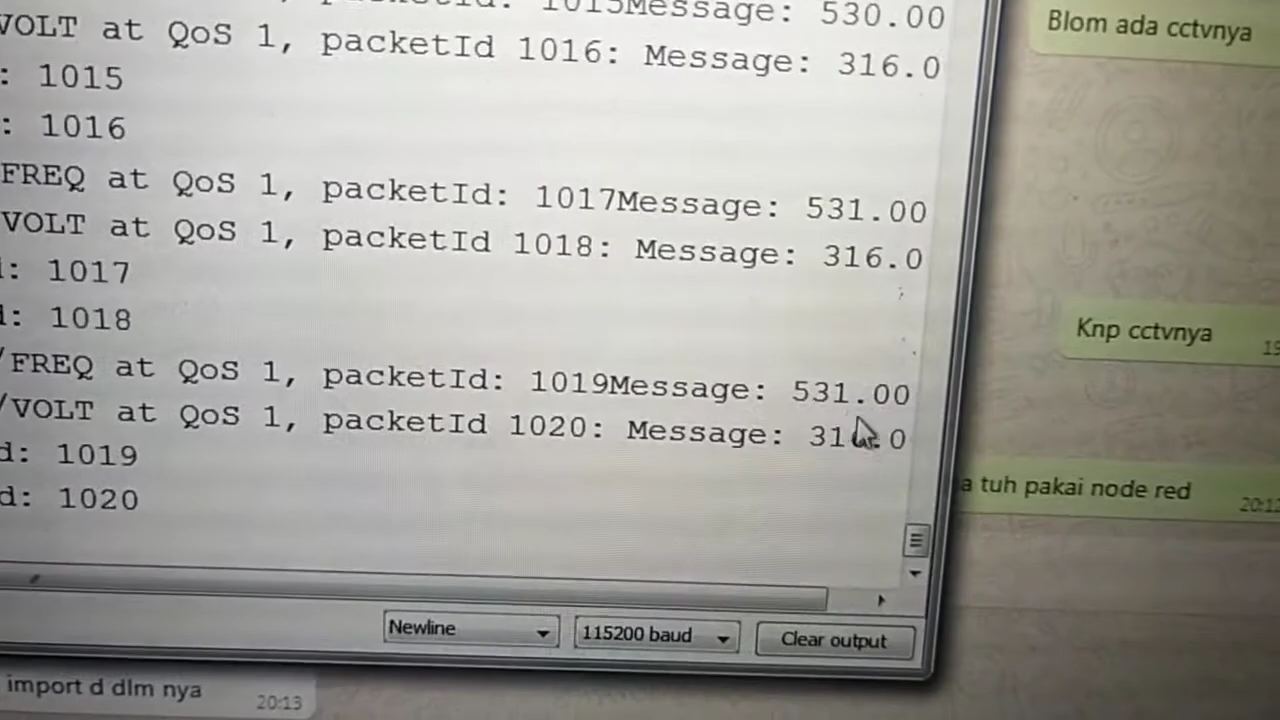 1015Message: 530.00
VOLT at QoS 1, packetId 1016: Message: 316.0
: 1015
: 1016
FREQ at QoS 1, packetId: 1017Message: 531.00
VOLT at QoS 1, packetId 1018: Message: 316.0
: 1017
: 1018
/FREQ at QoS 1, packetId: 1019Message: 531.00
/VOLT at QoS 1, packetId 1020: Message:
d: 1019
d: 1020
Newline
115200 baud
Clear output
Blom ada cctvnya
Knp cctvnya
a tuh pakai node red
import d dlm nya
20:13